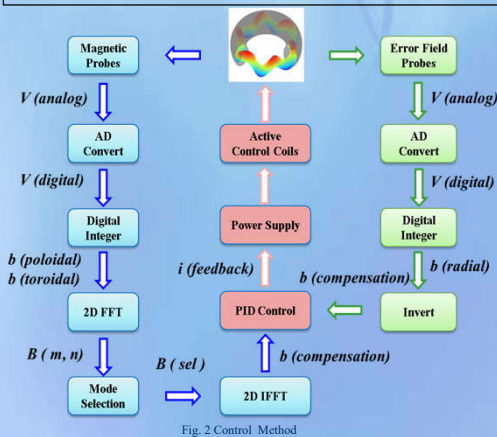 Magnetic
Probes
Error Field
Probes
V (analog)
V (analog)
AD
Convert
Active
Control Coils
AD
Convert
V (digital)
V (digital)
Digital
Integer
Power Supply
Digital
Integer
b (poloidal)
b (toroidal)
i (feedback)
b (compensation)
b (radial)
2D FFT
PID Control
Invert
B ( m, n )
B ( sel )
b (compensation)
Mode
Selection
2D IFFT
Fig. 2 Control Method